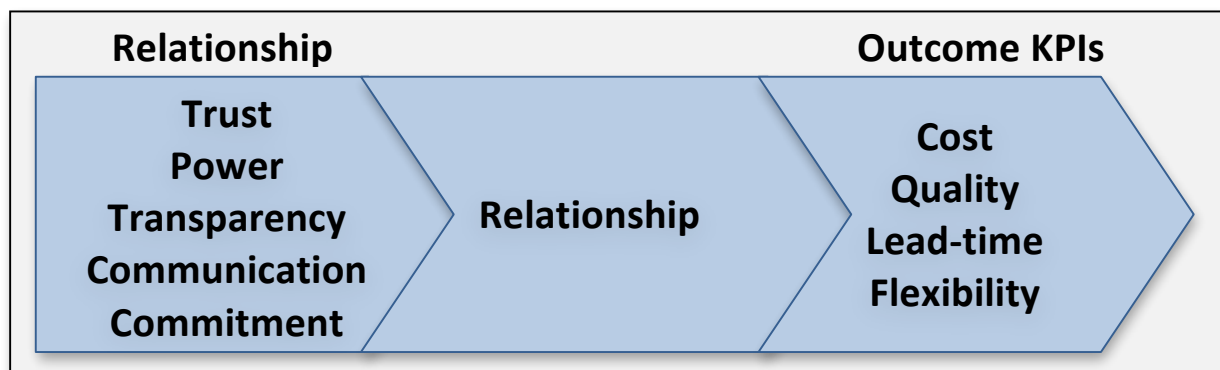 Relationship
Outcome KPIs
Trust
Power
Transparency
Communication
Commitment
Relationship
Cost
Quality
Lead-time
Flexibility